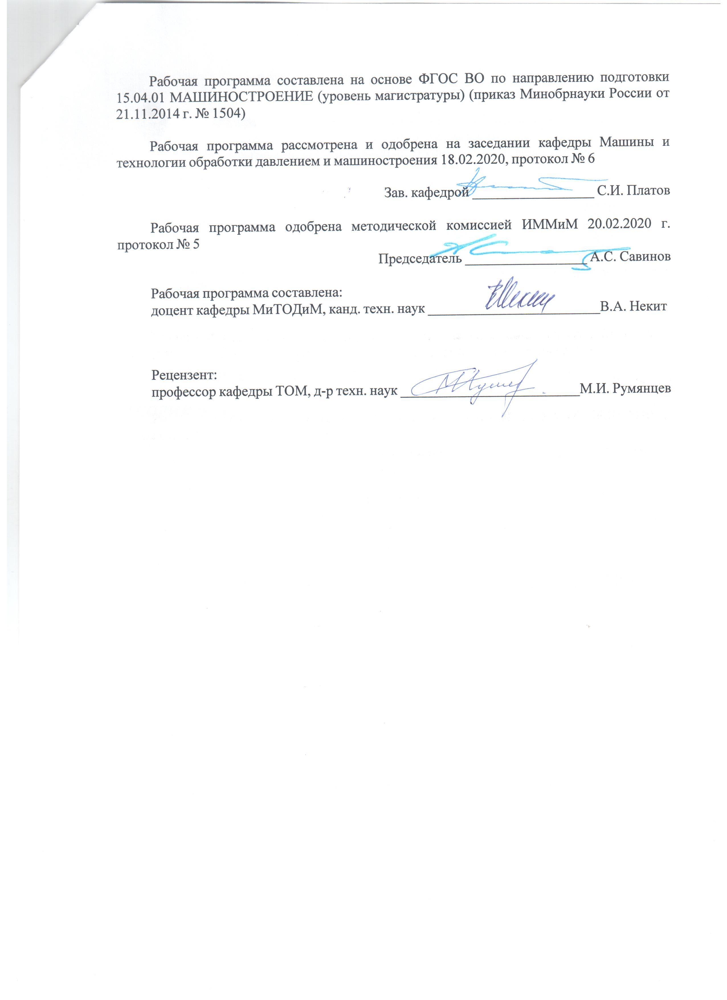 Рабочая программа составлена на основе ФГОС ВО по направлению подготовки
15.04.01 МАШИНОСТРОЕНИЕ (уровень магистратуры) (приказ Минобрнауки России от
21.11.2014 г. № 1504)
Рабочая программа рассмотрена и одобрена на заседании кафедры Машины и
технологии обработки давлением и машиностроения 18.02.2020, протокол № 6
Зав. кафедрой ________________ С.И. Платов
Рабочая программа одобрена методической комиссией ИММиМ 20.02.2020 г.
протокол № 5
Председатель ________________ А.С. Савинов
Рабочая программа составлена:
доцент кафедры МиТОДиМ, канд. техн. наук ______________________В.А. Некит
Рецензент:
профессор кафедры ТОМ, д-р техн. наук _______________________М.И. Румянцев